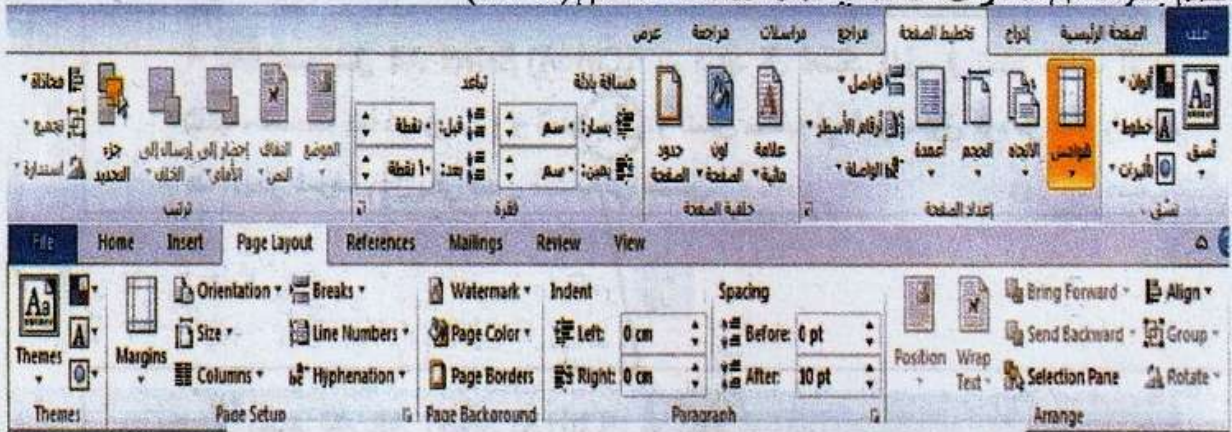 ملف الصفحة الرئيسية إدراج تخطيط الصفحة مراجع مراسلات مراجعة عرض
ألوان
خطوط
تأثيرات
نسق
هوامش الاتجاه الحجم أعمدة
فواصل
أرقام الأسطر
الواصلة
علامة مائية لون الصفحة حدود الصفحة
مسافة بادئة
يسار: ٠ سم
يمين: ٠ سم
تباعد
قبل: ٠ نقطة
بعد: ١٠ نقطة
الموضع التفاف النص إحضار إلى الأمام إرسال إلى الخلف جزء التحديد
محاذاة
تجميع
استدارة
نسق إعداد الصفحة خلفية الصفحة فقرة ترتيب
File Home Insert Page Layout References Mailings Review View
Orientation Breaks Watermark Indent Spacing Bring Forward Align
Size Line Numbers Page Color Left: 0 cm Before: 0 pt Send Backward Group
Themes Margins Position Wrap Text
Columns Hyphenation Page Borders Right: 0 cm After: 10 pt Selection Pane Rotate
Themes Page Setup Page Background Paragraph Arrange